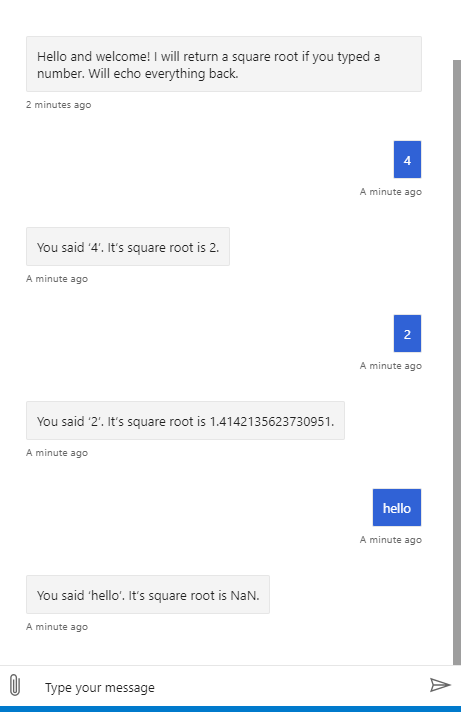 Hello and welcome! I will return a square root if you typed a
number. Will echo everything back.
2 minutes ago
4
A minute ago
You said ‘4’. It’s square root is 2.
A minute ago
2
A minute ago
You said ‘2’. It’s square root is 1.4142135623730951.
A minute ago
hello
A minute ago
You said ‘hello’. It’s square root is NaN.
A minute ago
Type your message